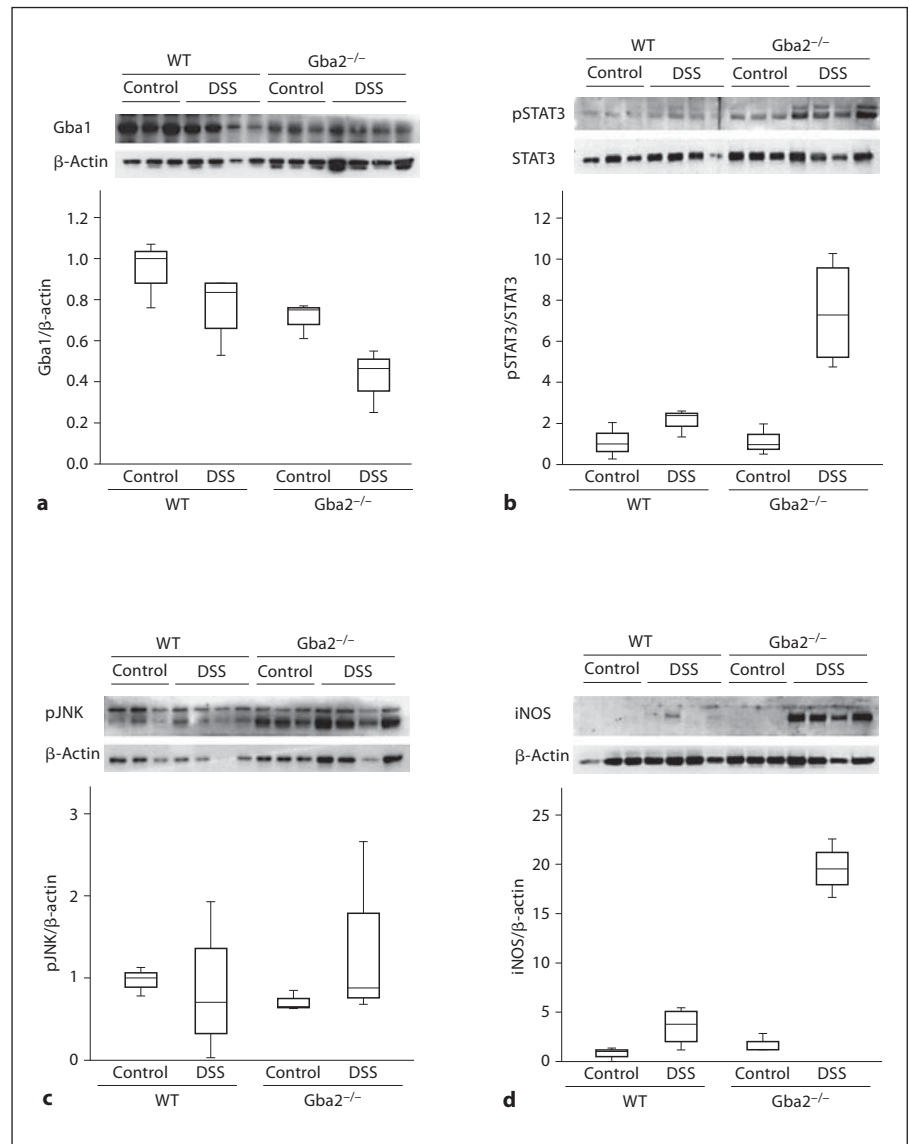 WT Gba2–/–
Control DSS Control DSS
Gba1
β-Actin
Gba1/β-actin
1.2
1.0
0.8
0.6
0.4
0.2
0.0
Control DSS Control DSS
WT Gba2–/–
a
WT Gba2–/–
Control DSS Control DSS
pSTAT3
STAT3
pSTAT3/STAT3
12
10
8
6
4
2
0
Control DSS Control DSS
WT Gba2–/–
b
WT Gba2–/–
Control DSS Control DSS
pJNK
β-Actin
pJNK/β-actin
3
2
1
0
Control DSS Control DSS
WT Gba2–/–
c
WT Gba2–/–
Control DSS Control DSS
iNOS
β-Actin
iNOS/β-actin
25
20
15
10
5
0
Control DSS Control DSS
WT Gba2–/–
d